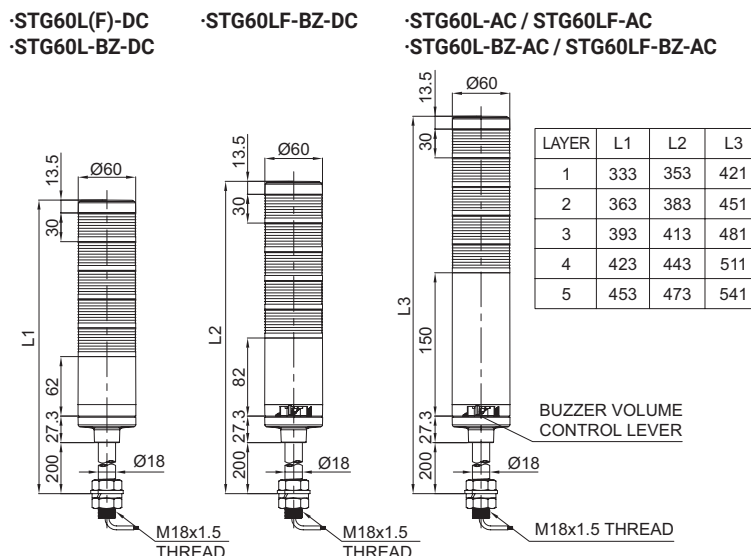 ·STG60L(F)-DC
·STG60L-BZ-DC
·STG60LF-BZ-DC
·STG60L-AC / STG60LF-AC
·STG60L-BZ-AC / STG60LF-BZ-AC
Ø60
13.5
30
L1
62
27.3
200
Ø18
M18x1.5
THREAD
Ø60
13.5
30
L2
82
27.3
200
Ø18
M18x1.5
THREAD
Ø60
13.5
30
L3
150
27.3
200
Ø18
BUZZER VOLUME
CONTROL LEVER
M18x1.5 THREAD
LAYER L1 L2 L3
1 333 353 421
2 363 383 451
3 393 413 481
4 423 443 511
5 453 473 541